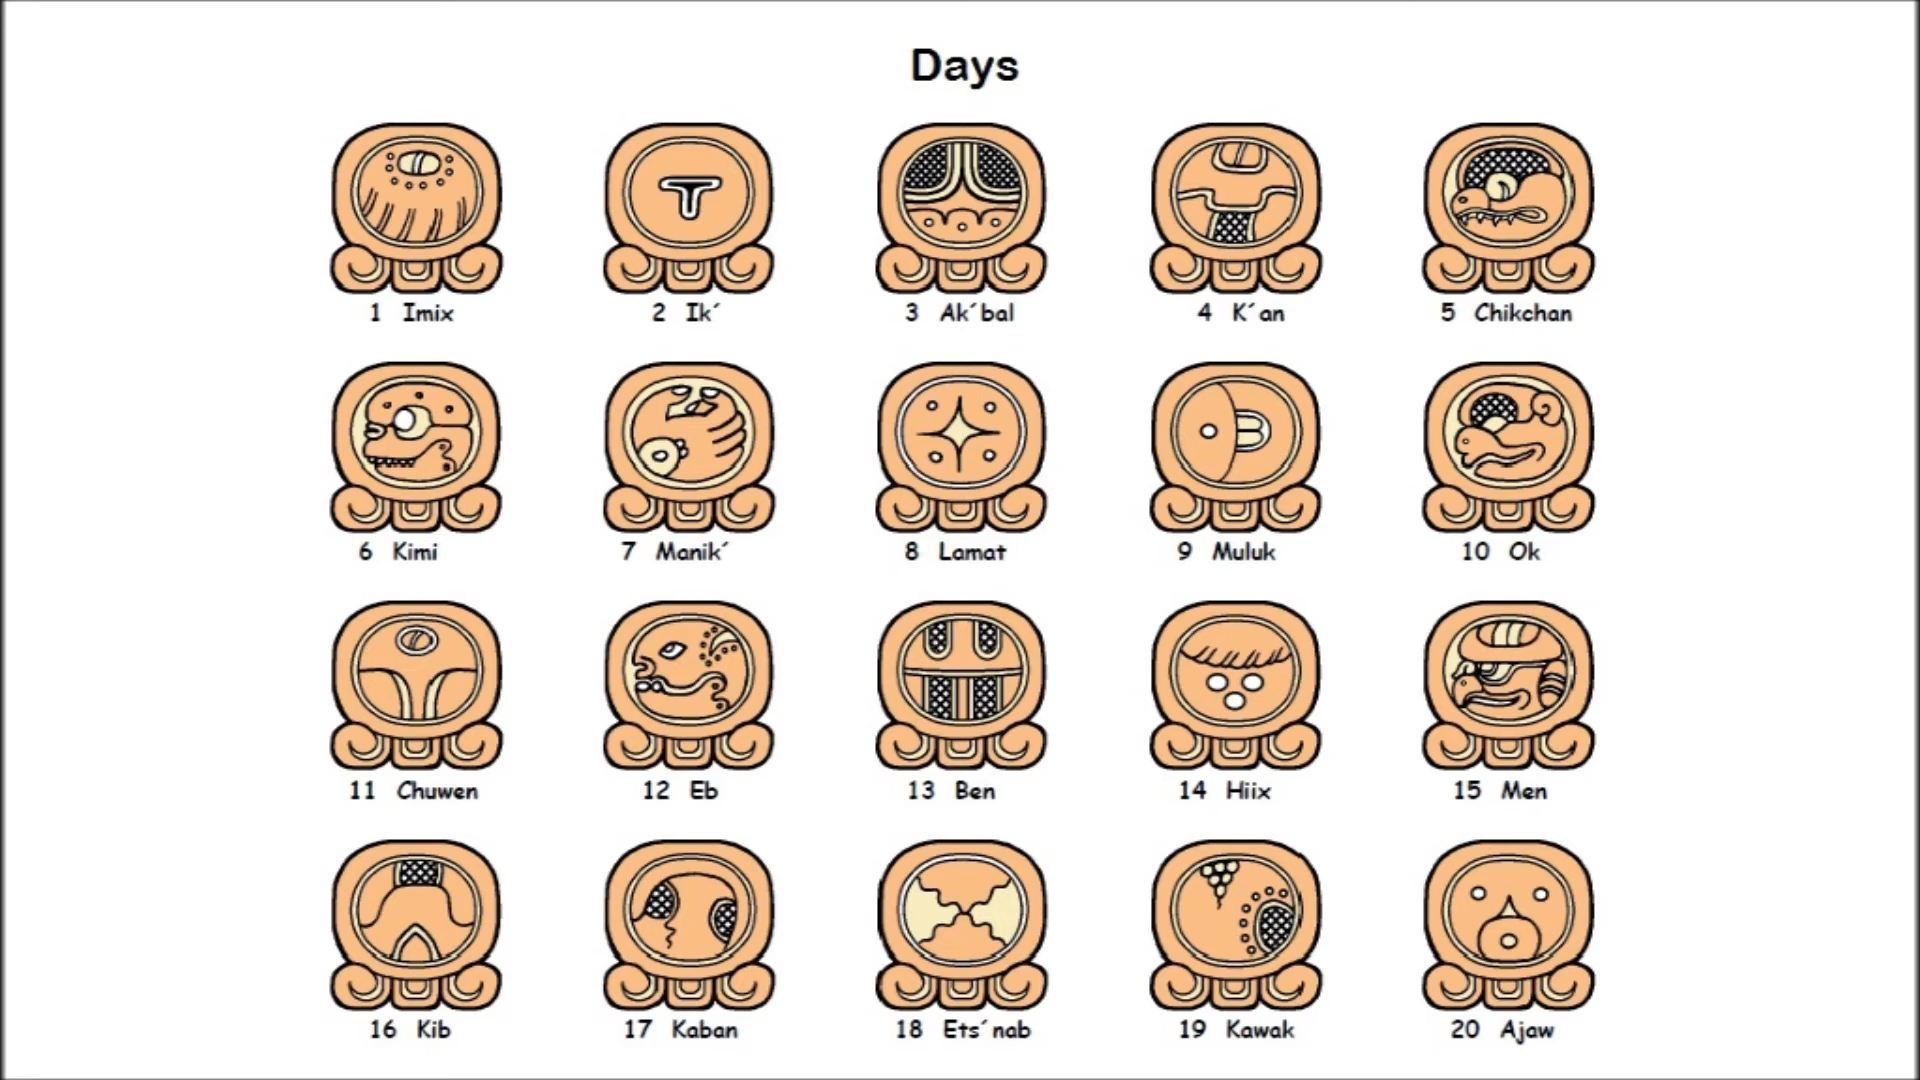 Days
1 Imix
2 Ik´
3 Ak´bal
4 K´an
5 Chikchan
6 Kimi
7 Manik´
8 Lamat
9 Muluk
10 Ok
11 Chuwen
12 Eb
13 Ben
14 Hiix
15 Men
16 Kib
17 Kaban
18 Ets´nab
19 Kawak
20 Ajaw